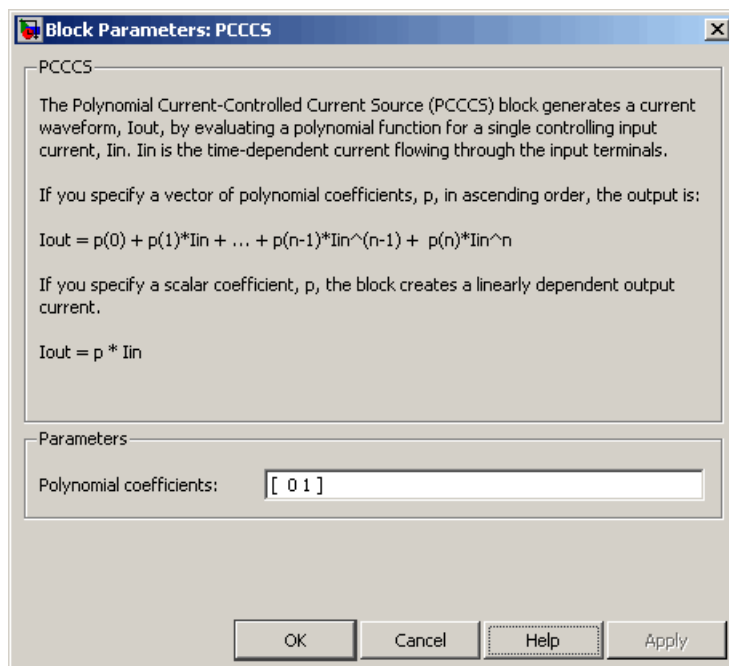 Block Parameters: PCCCS
PCCCS
The Polynomial Current-Controlled Current Source (PCCCS) block generates a current
waveform, Iout, by evaluating a polynomial function for a single controlling input
current, Iin. Iin is the time-dependent current flowing through the input terminals.
If you specify a vector of polynomial coefficients, p, in ascending order, the output is:
Iout = p(0) + p(1)*Iin + ... + p(n-1)*Iin^(n-1) +  p(n)*Iin^n
If you specify a scalar coefficient, p, the block creates a linearly dependent output
current.
Iout = p * Iin
Parameters
Polynomial coefficients: [ 0 1 ]
OK Cancel Help Apply